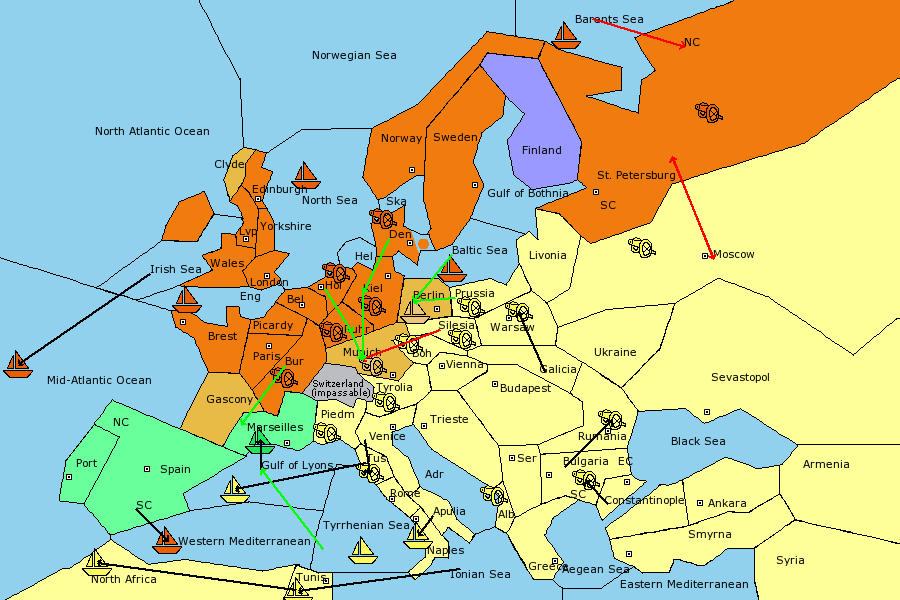 Barents Sea
NC
Norwegian Sea
North Atlantic Ocean
Norway
Sweden
Finland
Clyde
Edinburgh
St. Petersburg
SC
North Sea
Ska
Gulf of Bothnia
Yorkshire
Lvp
Den
Baltic Sea
Livonia
Moscow
Hel
Wales
Irish Sea
London
Hol
Kiel
Berlin
Prussia
Eng
Bel
Ruhr
Silesia
Warsaw
Brest
Picardy
Paris
Bur
Munich
Boh
Ukraine
Vienna
Galicia
Mid-Atlantic Ocean
Switzerland
(impassable)
Tyrolia
Budapest
Sevastopol
Gascony
Piedm
Trieste
NC
Marseilles
Venice
Rumania
Black Sea
Port
Spain
Gulf of Lyons
Tus
Ser
Bulgaria
EC
Armenia
Adr
SC
SC
Rome
Constantinople
Ankara
Apulia
Alb
Tyrrhenian Sea
Smyrna
Western Mediterranean
Naples
Syria
North Africa
Tunis
Ionian Sea
Greece
Aegean Sea
Eastern Mediterranean